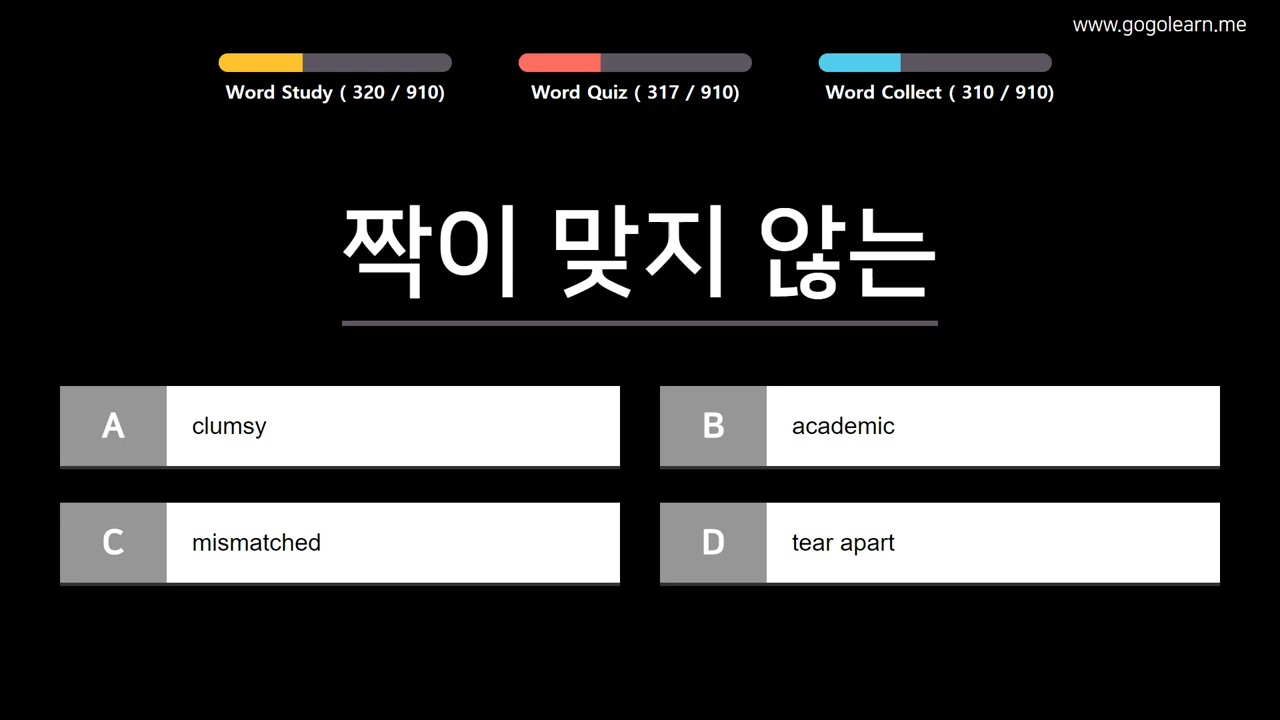 www.gogolearn.me
Word Study ( 320 / 910)
Word Quiz ( 317 / 910)
Word Collect ( 310 / 910)
짝이 맞지 않는
A clumsy
B academic
C mismatched
D tear apart